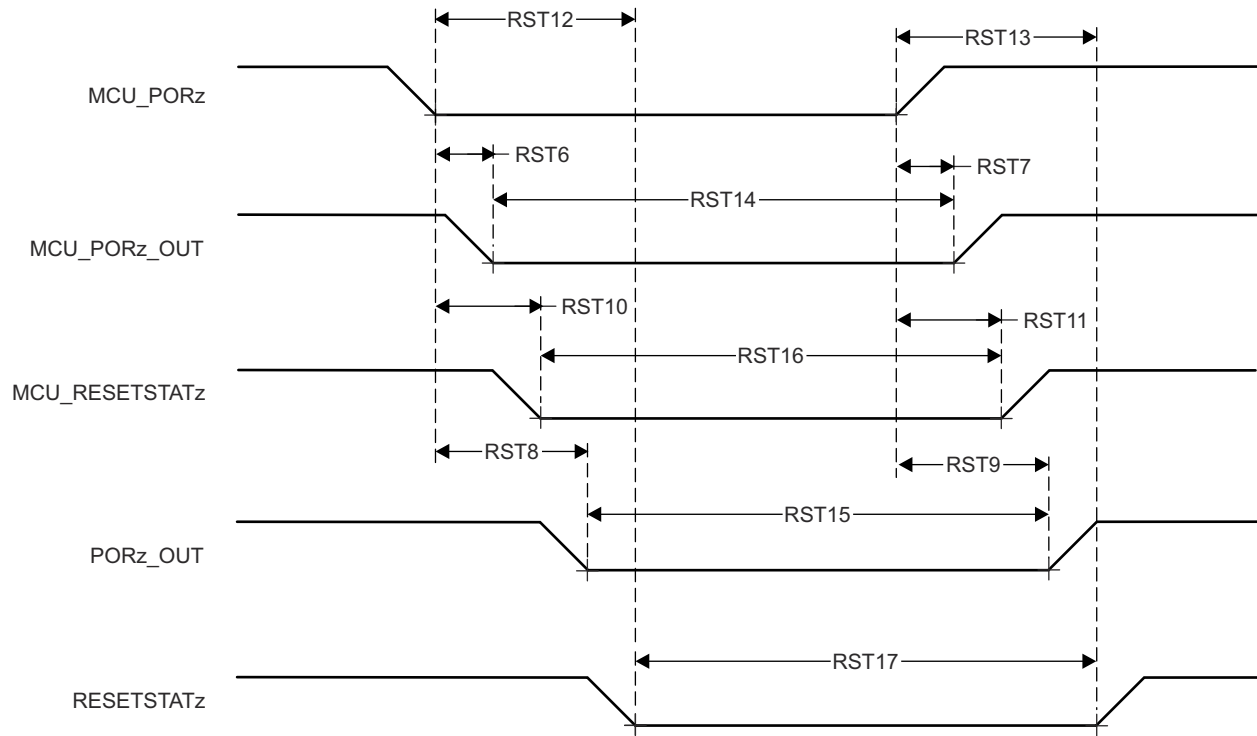 RST12
RST13
MCU_PORz
RST6
RST7
RST14
MCU_PORz_OUT
RST10
RST11
RST16
MCU_RESETSTATz
RST8
RST9
RST15
PORz_OUT
RST17
RESETSTATz